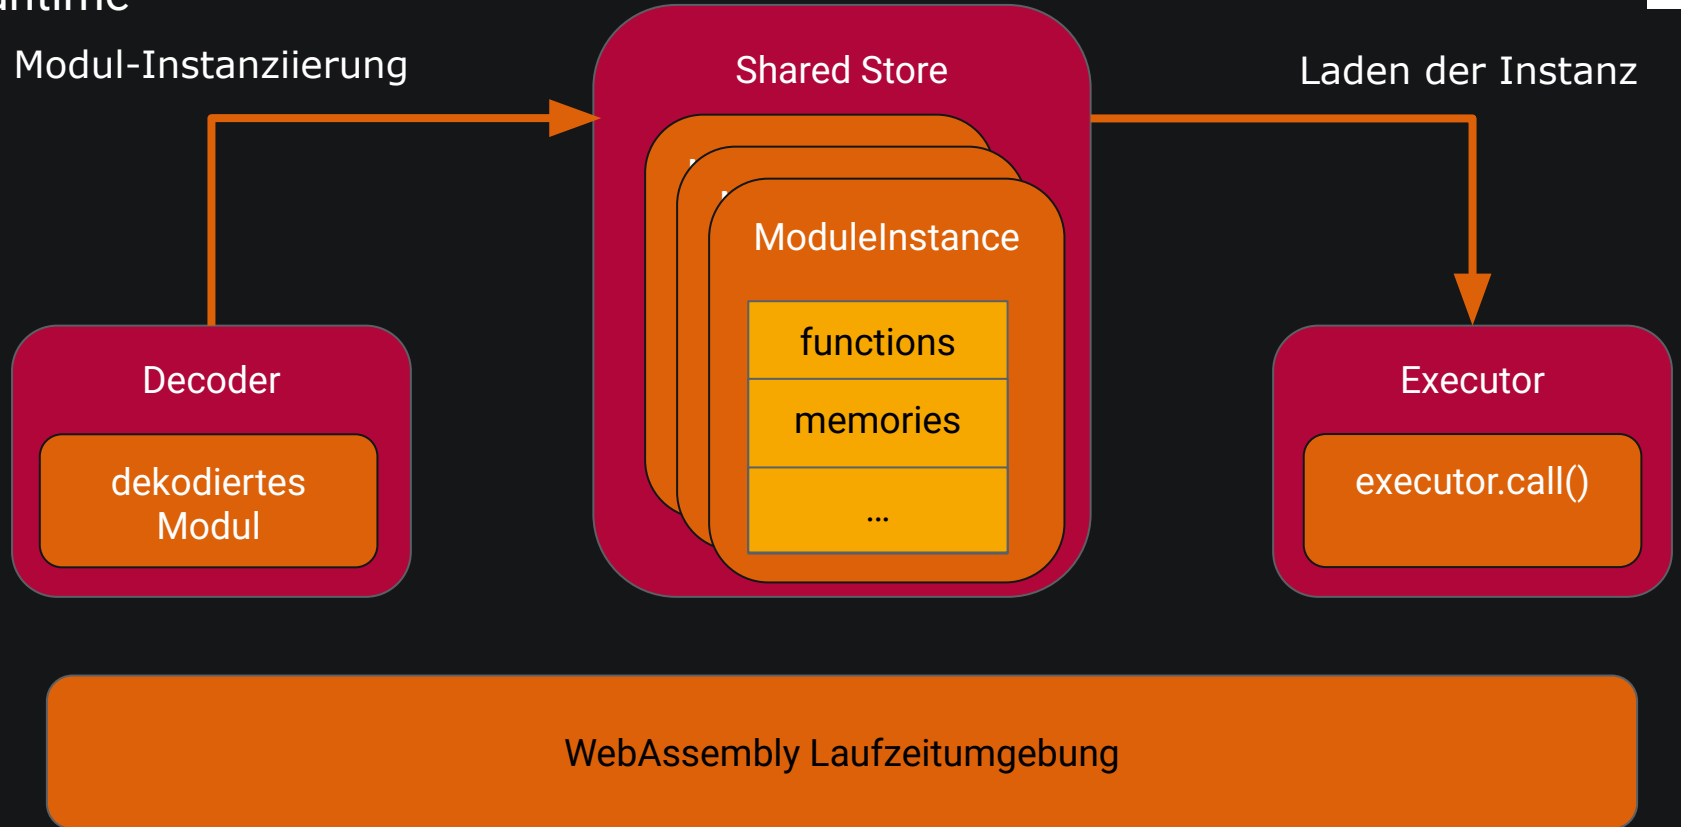 Modul-Instanziierung
Shared Store
Laden der Instanz
ModuleInstance
functions
memories
...
Decoder
dekodiertes
Modul
Executor
executor.call()
WebAssembly Laufzeitumgebung